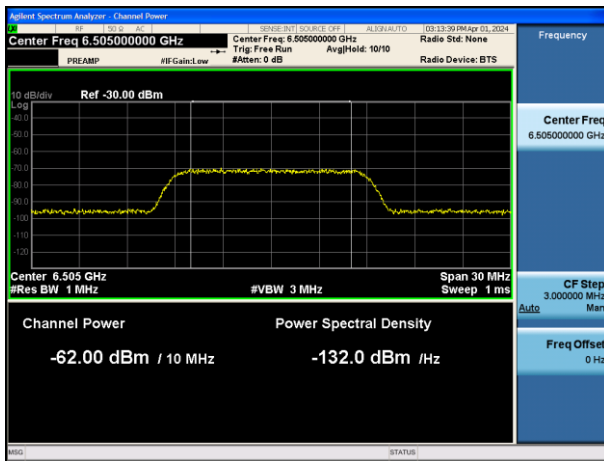 Agilent Spectrum Analyzer - Channel Power
RF 50 Ω AC SENSE:INT SOURCE OFF ALIGNAUTO 03:13:39 PM Apr 01, 2024
Center Freq 6.505000000 GHz Center Freq: 6.505000000 GHz Radio Std: None
Trig: Free Run Avg|Hold: 10/10
PREAMP #IFGain:Low #Atten: 0 dB Radio Device: BTS
Frequency
10 dB/div Ref -30.00 dBm
Log
-40.0
-50.0
-60.0
-70.0
-80.0
-90.0
-100
-110
-120
Center Freq
6.505000000 GHz
Center 6.505 GHz Span 30 MHz
#Res BW 1 MHz #VBW 3 MHz Sweep 1 ms
CF Step
3.000000 MHz
Auto Man
Channel Power Power Spectral Density
-62.00 dBm / 10 MHz -132.0 dBm /Hz
Freq Offset
0 Hz
MSG STATUS